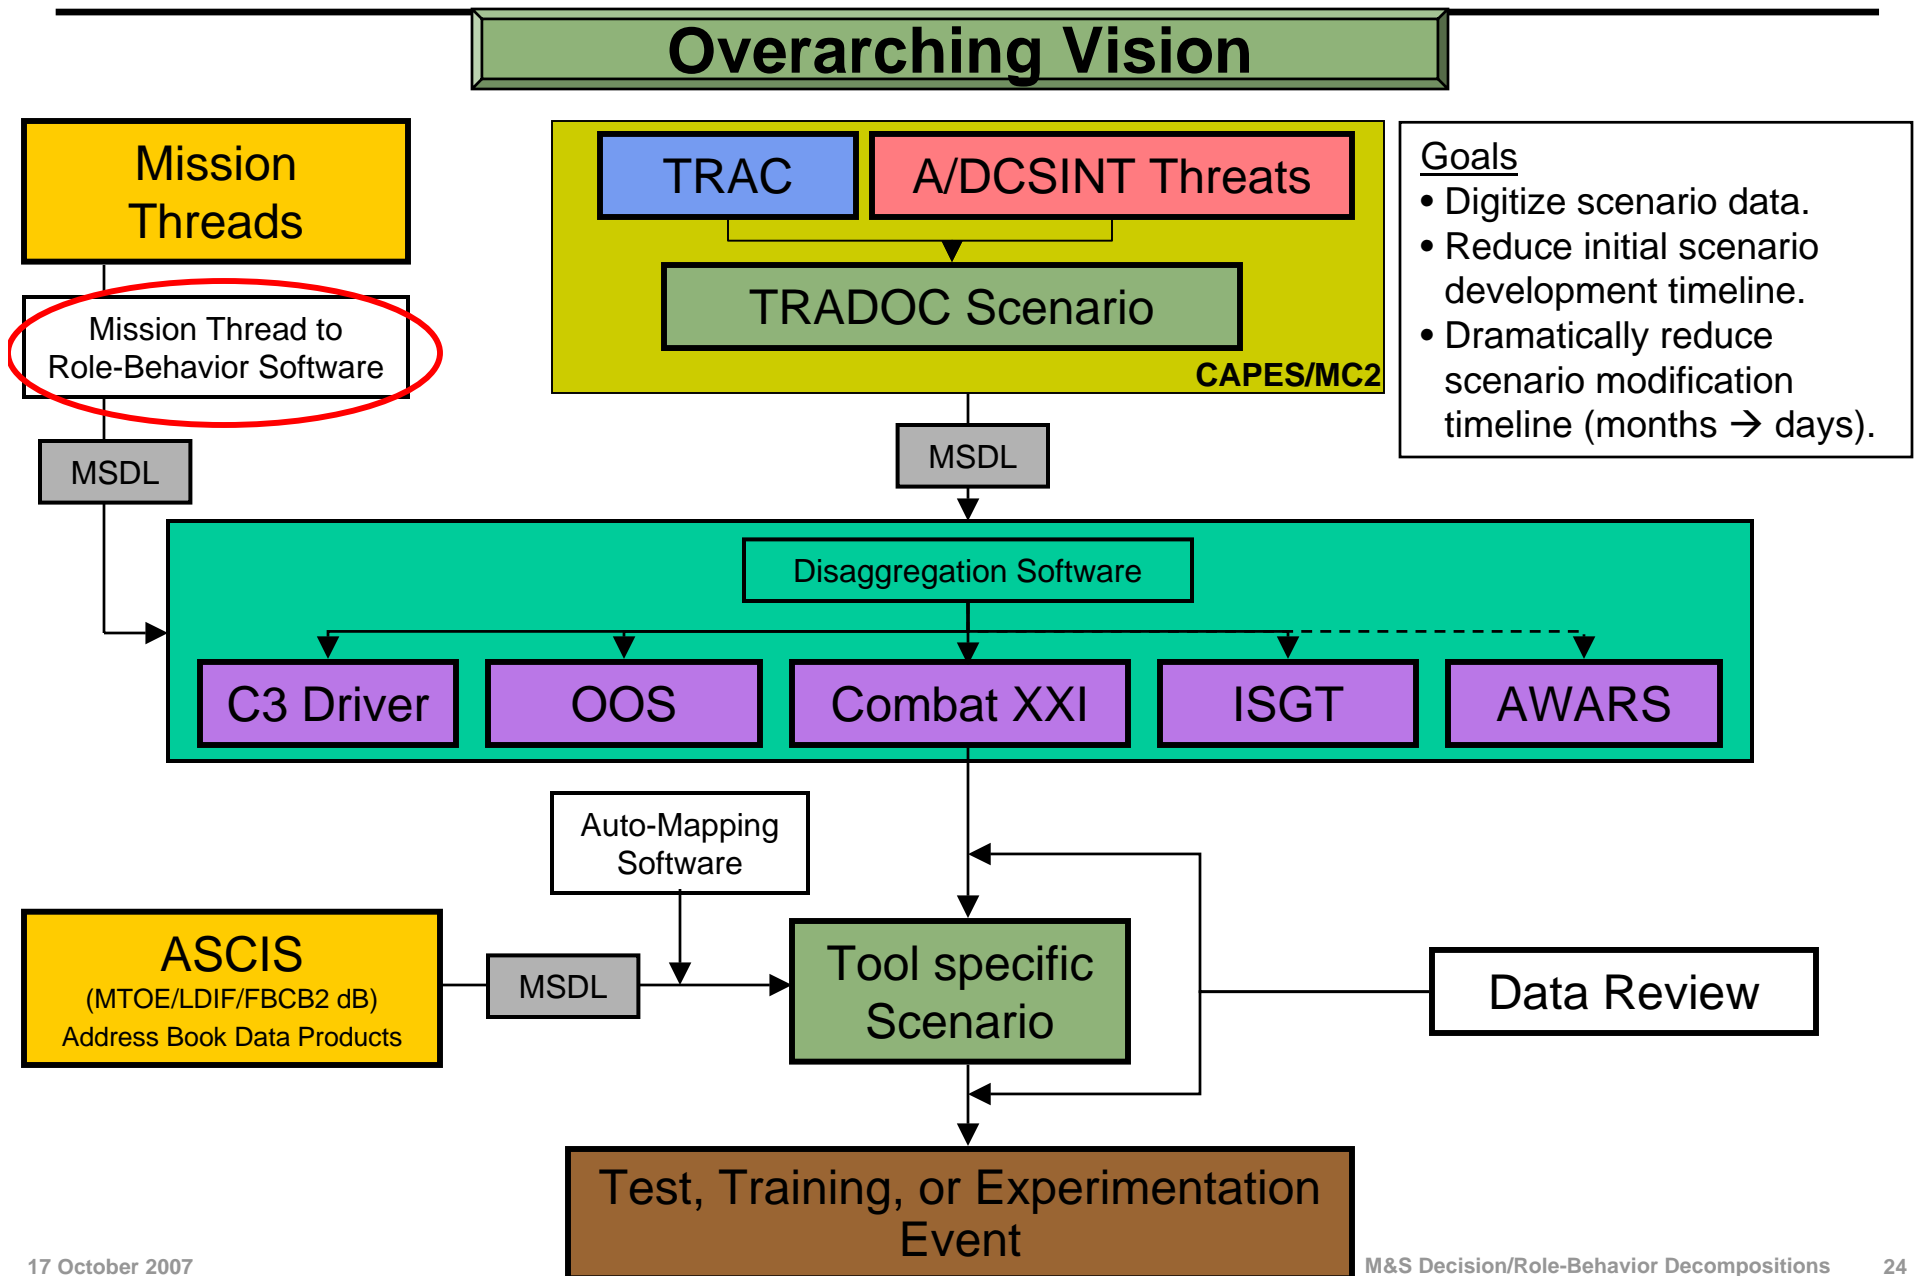 Overarching Vision
Mission
Threads
Mission Thread to
Role-Behavior Software
MSDL
TRAC
A/DCSINT Threats
TRADOC Scenario
CAPES/MC2
MSDL
Goals
• Digitize scenario data.
• Reduce initial scenario
development timeline.
• Dramatically reduce
scenario modification
timeline (months → days).
Disaggregation Software
C3 Driver
OOS
Combat XXI
ISGT
AWARS
Auto-Mapping
Software
ASCIS
(MTOE/LDIF/FBCB2 dB)
Address Book Data Products
MSDL
Tool specific
Scenario
Data Review
Test, Training, or Experimentation
Event
17 October 2007
M&S Decision/Role-Behavior Decompositions
24